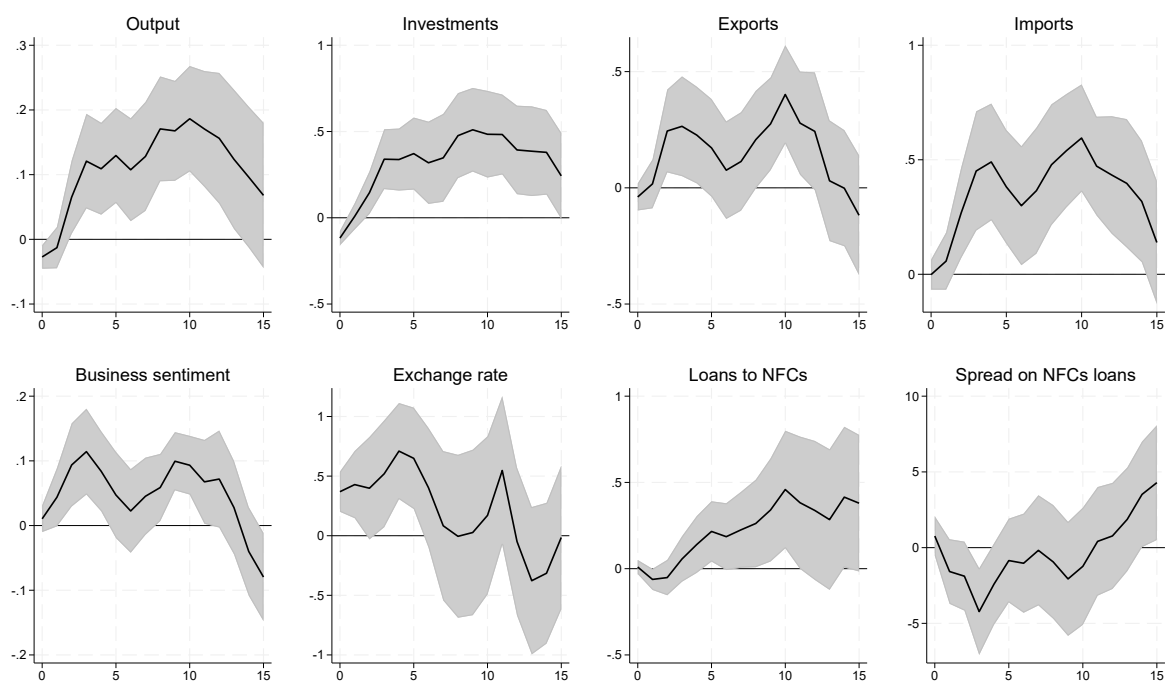 Output
.3
.2
.1
0
-.1
0 5 10 15
Investments
1
.5
0
-.5
0 5 10 15
Exports
.5
0
-.5
0 5 10 15
Imports
1
.5
0
0 5 10 15
Business sentiment
.2
.1
0
-.1
-.2
0 5 10 15
Exchange rate
1
.5
0
-.5
-1
0 5 10 15
Loans to NFCs
1
.5
0
-.5
0 5 10 15
Spread on NFCs loans
10
5
0
-5
0 5 10 15